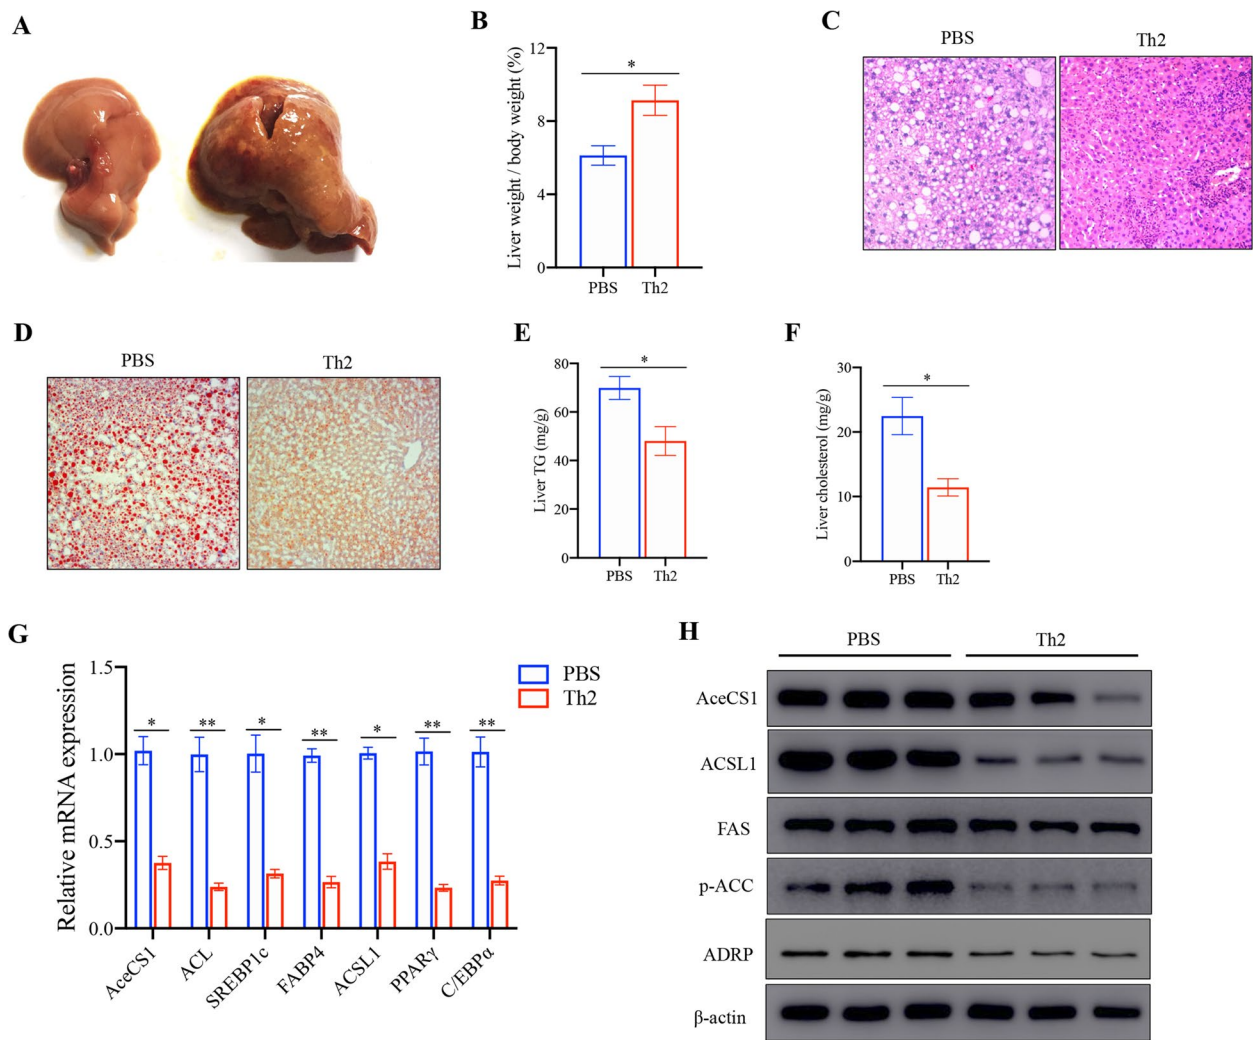 A
B
Liver weight / body weight (%)
12
8
4
0
*
PBS
Th2
C
PBS
Th2
D
PBS
Th2
E
Liver TG (mg/g)
80
60
40
20
0
*
PBS
Th2
F
Liver cholesterol (mg/g)
30
20
10
0
*
PBS
Th2
G
Relative mRNA expression
1.5
1.0
0.5
0.0
*
**
*
**
*
**
**
PBS
Th2
AceCS1
ACL
SREBP1c
FABP4
ACSL1
PPARγ
C/EBPα
H
PBS
Th2
AceCS1
ACSL1
FAS
p-ACC
ADRP
β-actin